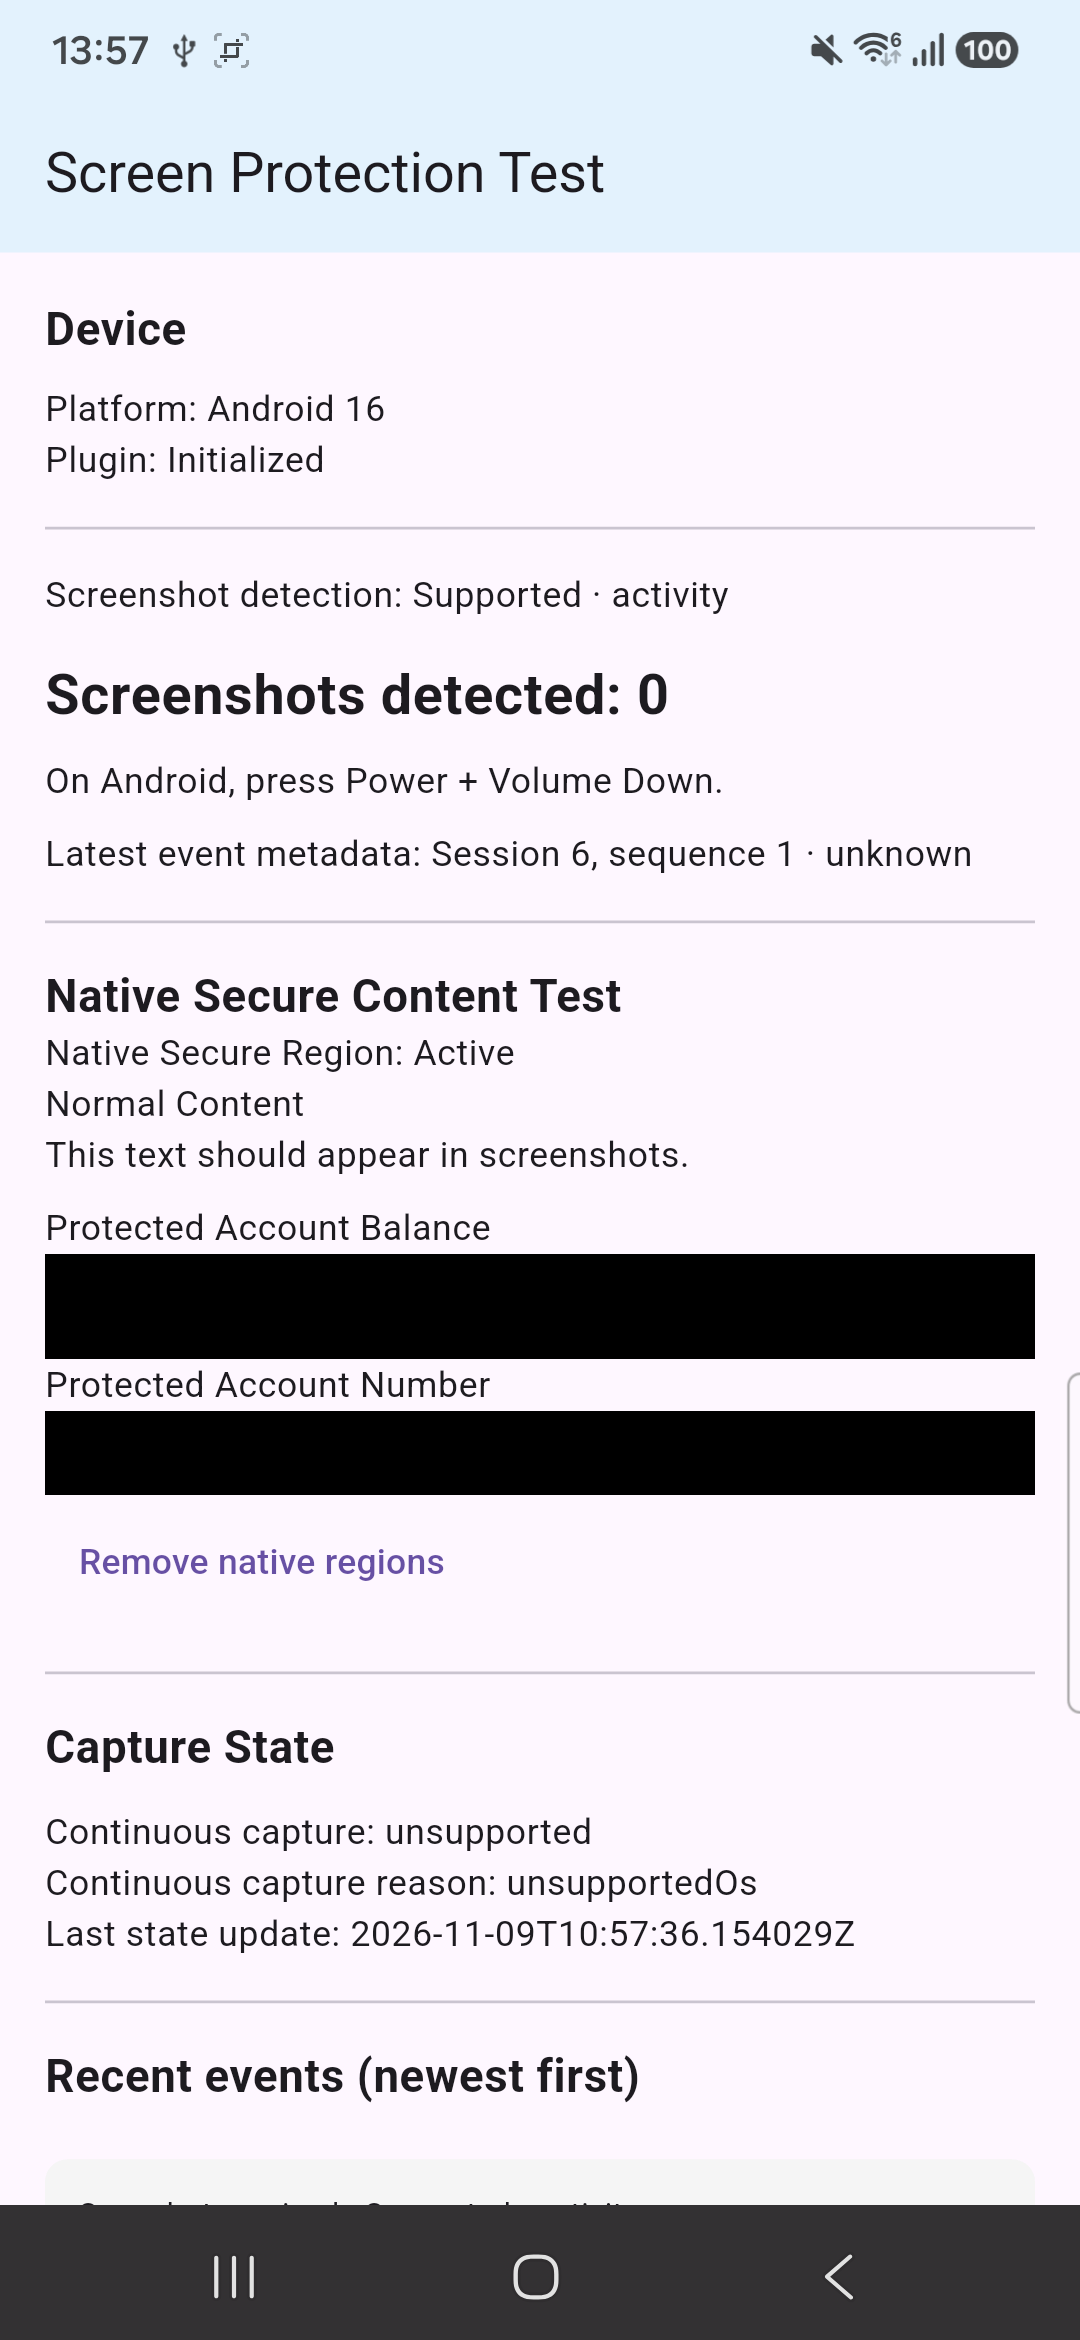 13:57
6
100
Screen Protection Test
Device
Platform: Android 16
Plugin: Initialized
Screenshot detection: Supported · activity
Screenshots detected: 0
On Android, press Power + Volume Down.
Latest event metadata: Session 6, sequence 1 · unknown
Native Secure Content Test
Native Secure Region: Active
Normal Content
This text should appear in screenshots.
Protected Account Balance
Protected Account Number
Remove native regions
Capture State
Continuous capture: unsupported
Continuous capture reason: unsupportedOs
Last state update: 2026-11-09T10:57:36.154029Z
Recent events (newest first)